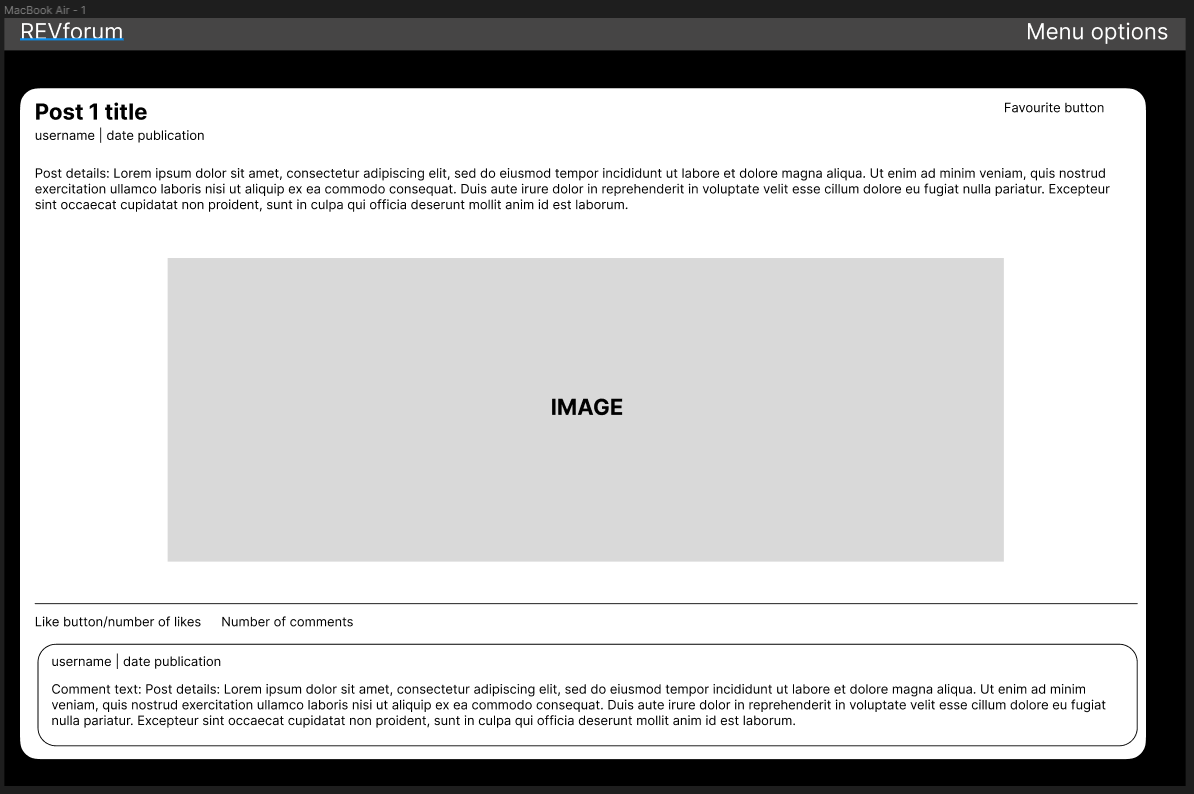 MacBook Air - 1
REVforum
Menu options
Post 1 title
Favourite button
username | date publication
Post details: Lorem ipsum dolor sit amet, consectetur adipiscing elit, sed do eiusmod tempor incididunt ut labore et dolore magna aliqua. Ut enim ad minim veniam, quis nostrud
exercitation ullamco laboris nisi ut aliquip ex ea commodo consequat. Duis aute irure dolor in reprehenderit in voluptate velit esse cillum dolore eu fugiat nulla pariatur. Excepteur
sint occaecat cupidatat non proident, sunt in culpa qui officia deserunt mollit anim id est laborum.
IMAGE
Like button/number of likes
Number of comments
username | date publication
Comment text: Post details: Lorem ipsum dolor sit amet, consectetur adipiscing elit, sed do eiusmod tempor incididunt ut labore et dolore magna aliqua. Ut enim ad minim
veniam, quis nostrud exercitation ullamco laboris nisi ut aliquip ex ea commodo consequat. Duis aute irure dolor in reprehenderit in voluptate velit esse cillum dolore eu fugiat
nulla pariatur. Excepteur sint occaecat cupidatat non proident, sunt in culpa qui officia deserunt mollit anim id est laborum.